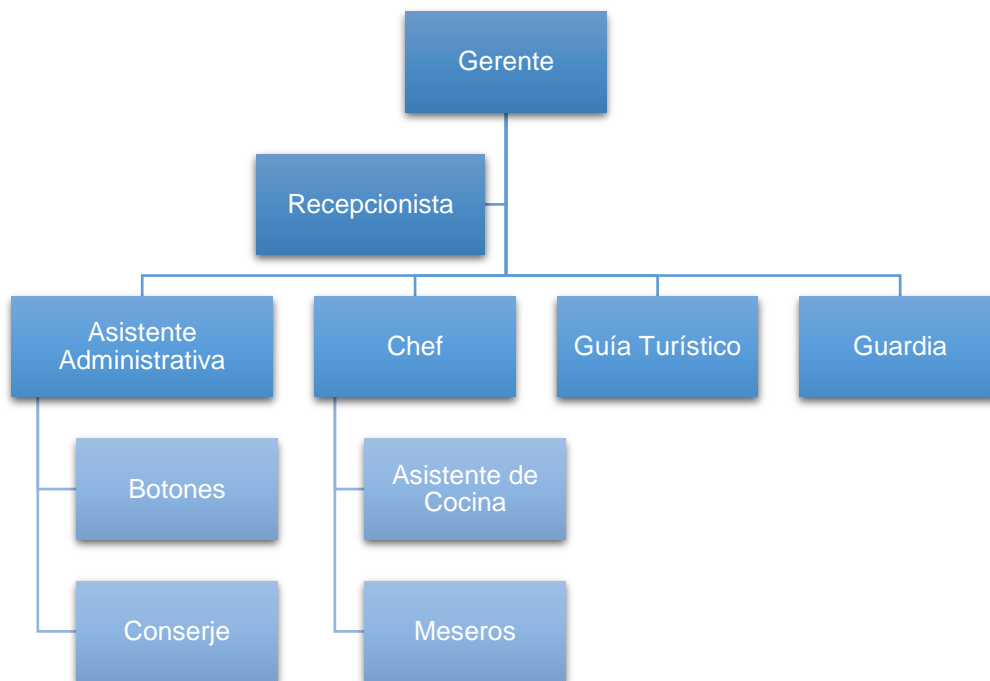 Gerente
Recepcionista
Asistente
Administrativa
Chef
Guía Turístico
Guardia
Botones
Asistente de
Cocina
Conserje
Meseros